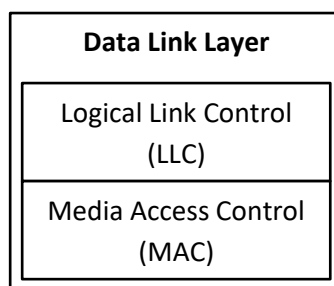 Data Link Layer
Logical Link Control
(LLC)
Media Access Control
(MAC)